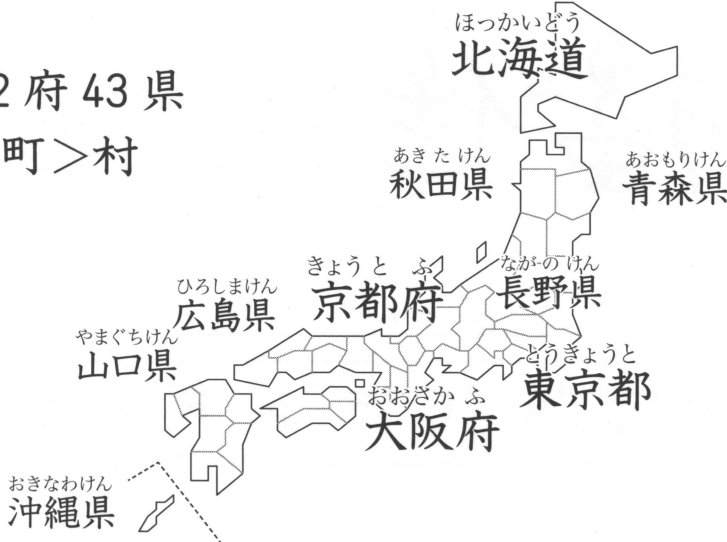 2府43県
町＞村
ほっかいどう
北海道
あきたけん
秋田県
あおもりけん
青森県
ながのけん
長野県
きょうとふ
京都府
ひろしまけん
広島県
やまぐちけん
山口県
とうきょうと
東京都
おおさかふ
大阪府
おきなわけん
沖縄県